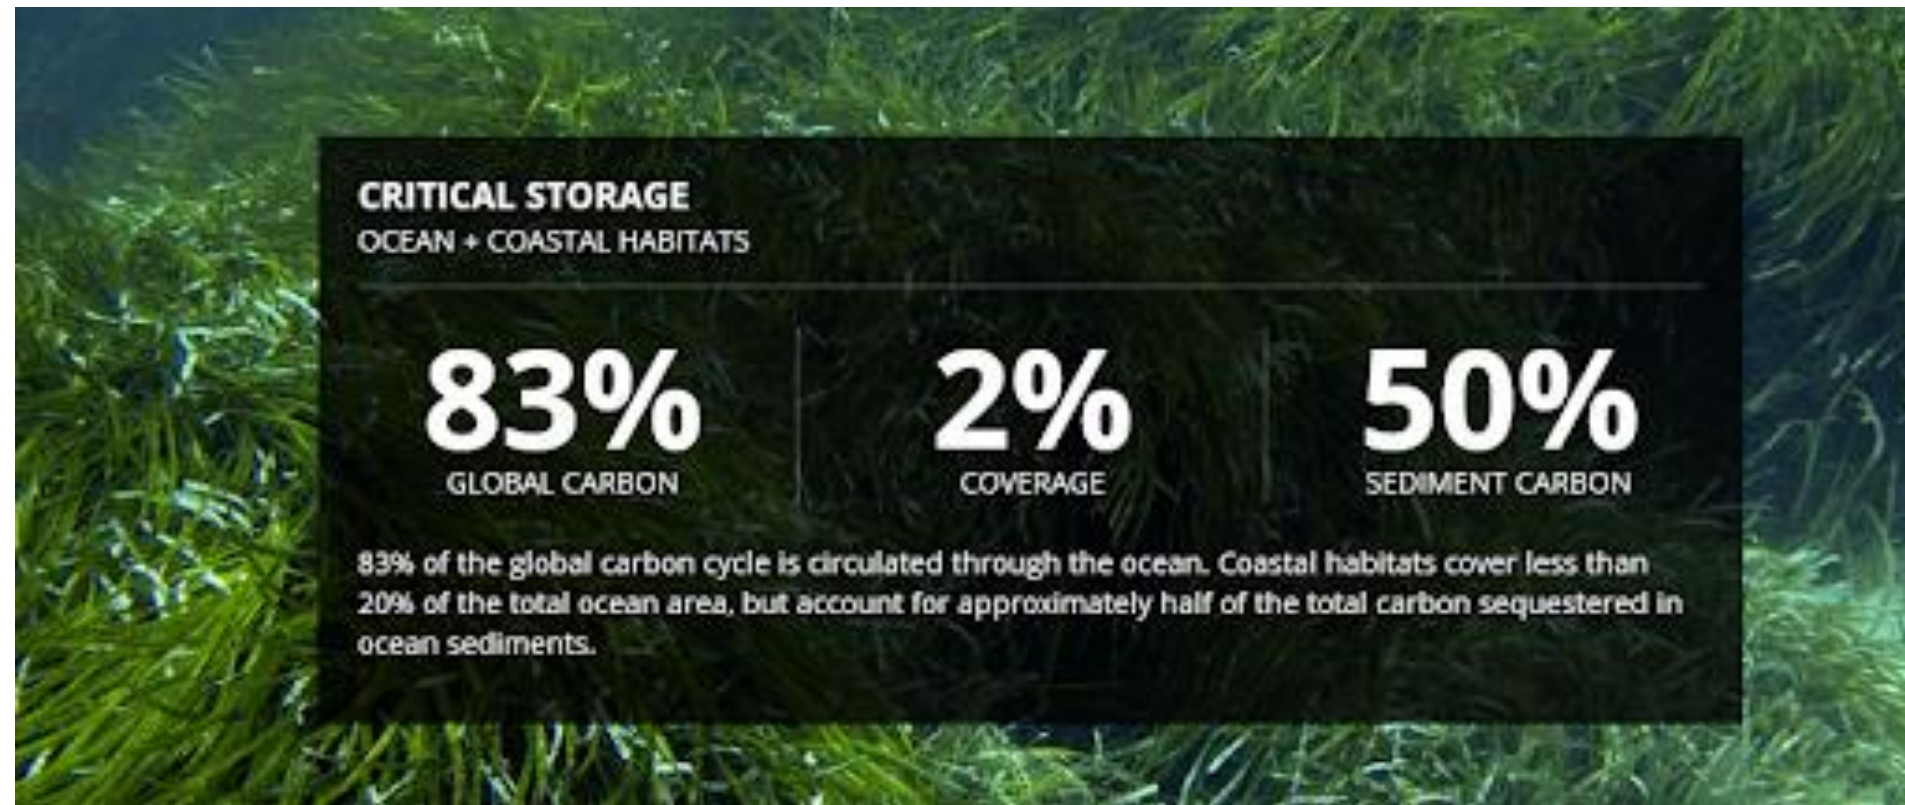 CRITICAL STORAGE
OCEAN + COASTAL HABITATS
83%
GLOBAL CARBON
2%
COVERAGE
50%
SEDIMENT CARBON
83% of the global carbon cycle is circulated through the ocean. Coastal habitats cover less than
20% of the total ocean area, but account for approximately half of the total carbon sequestered in
ocean sediments.